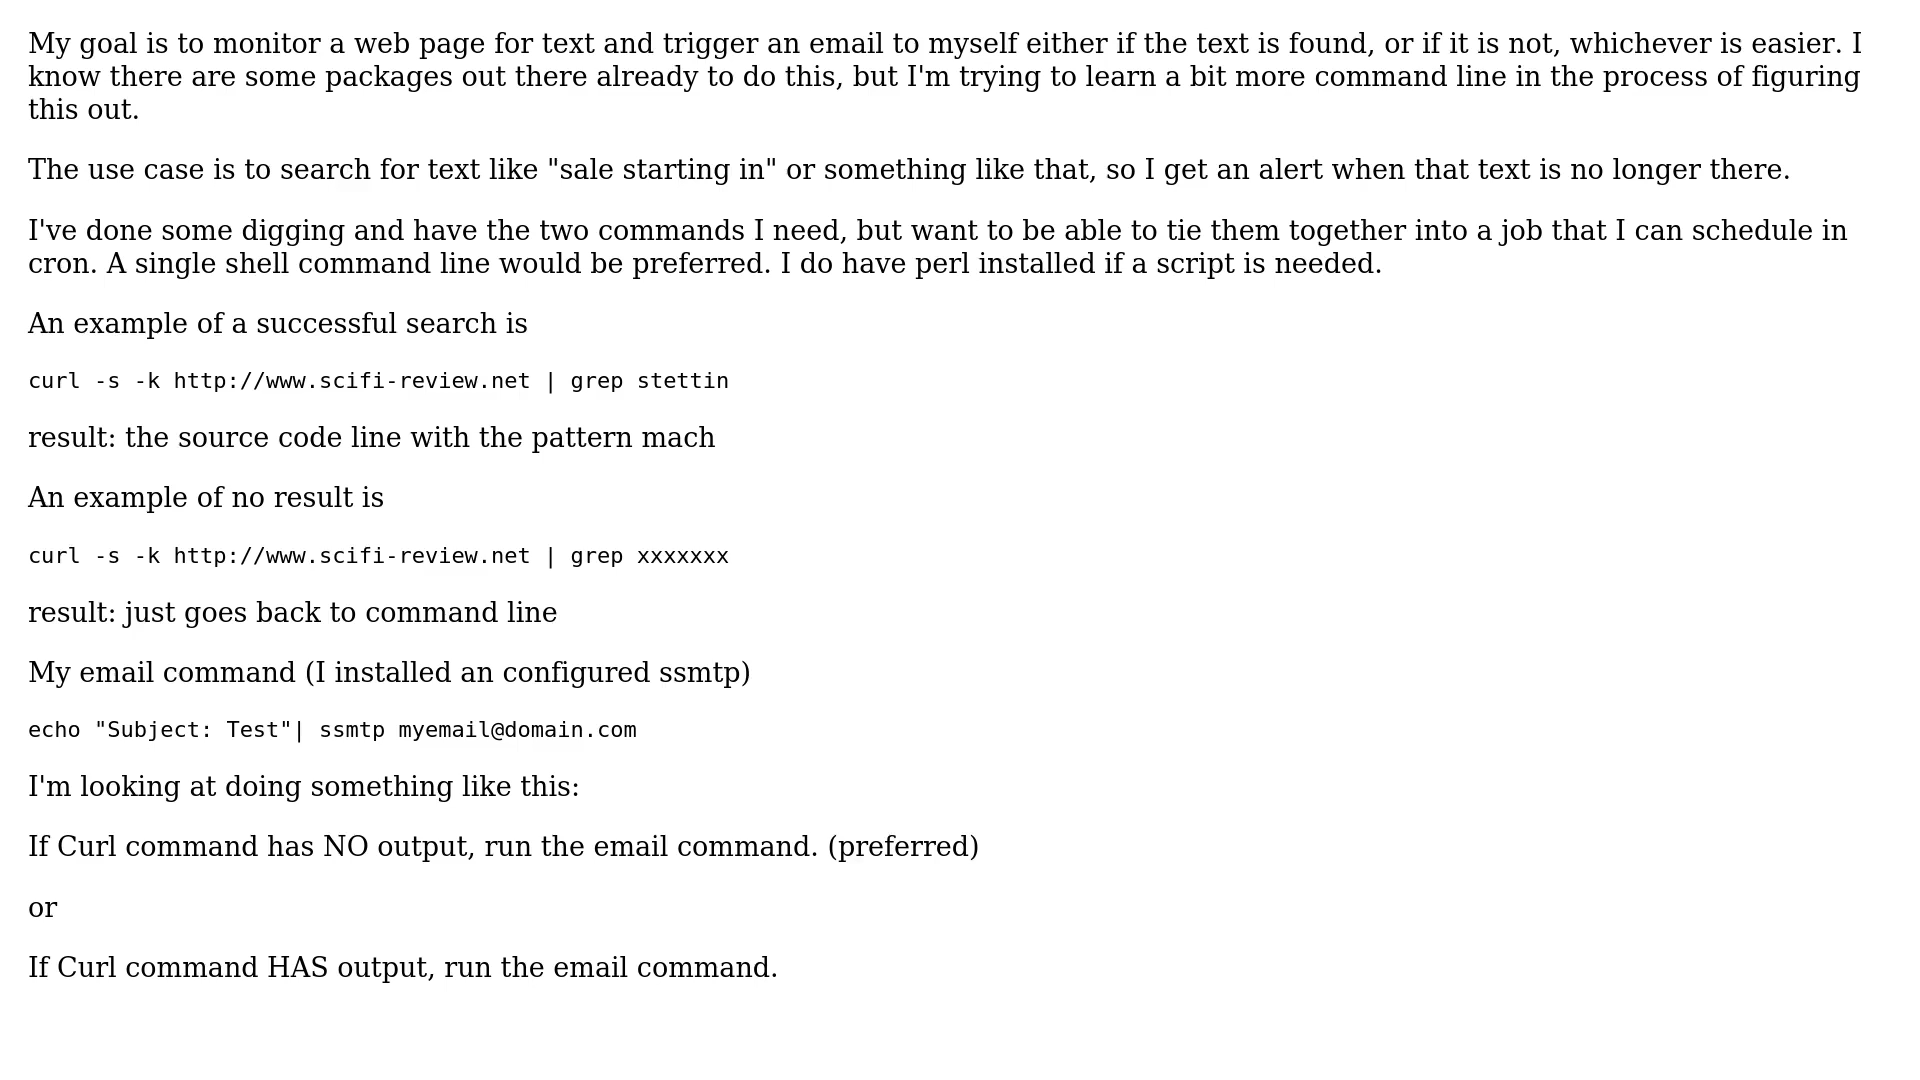 My goal is to monitor a web page for text and trigger an email to myself either if the text is found, or if it is not, whichever is easier. I
know there are some packages out there already to do this, but I'm trying to learn a bit more command line in the process of figuring
this out.
The use case is to search for text like "sale starting in" or something like that, so I get an alert when that text is no longer there.
I've done some digging and have the two commands I need, but want to be able to tie them together into a job that I can schedule in
cron. A single shell command line would be preferred. I do have perl installed if a script is needed.
An example of a successful search is
curl -s -k http://www.scifi-review.net | grep stettin
result: the source code line with the pattern mach
An example of no result is
curl -s -k http://www.scifi-review.net | grep xxxxxxx
result: just goes back to command line
My email command (I installed an configured ssmtp)
echo "Subject: Test"| ssmtp myemail@domain.com
I'm looking at doing something like this:
If Curl command has NO output, run the email command. (preferred)
or
If Curl command HAS output, run the email command.